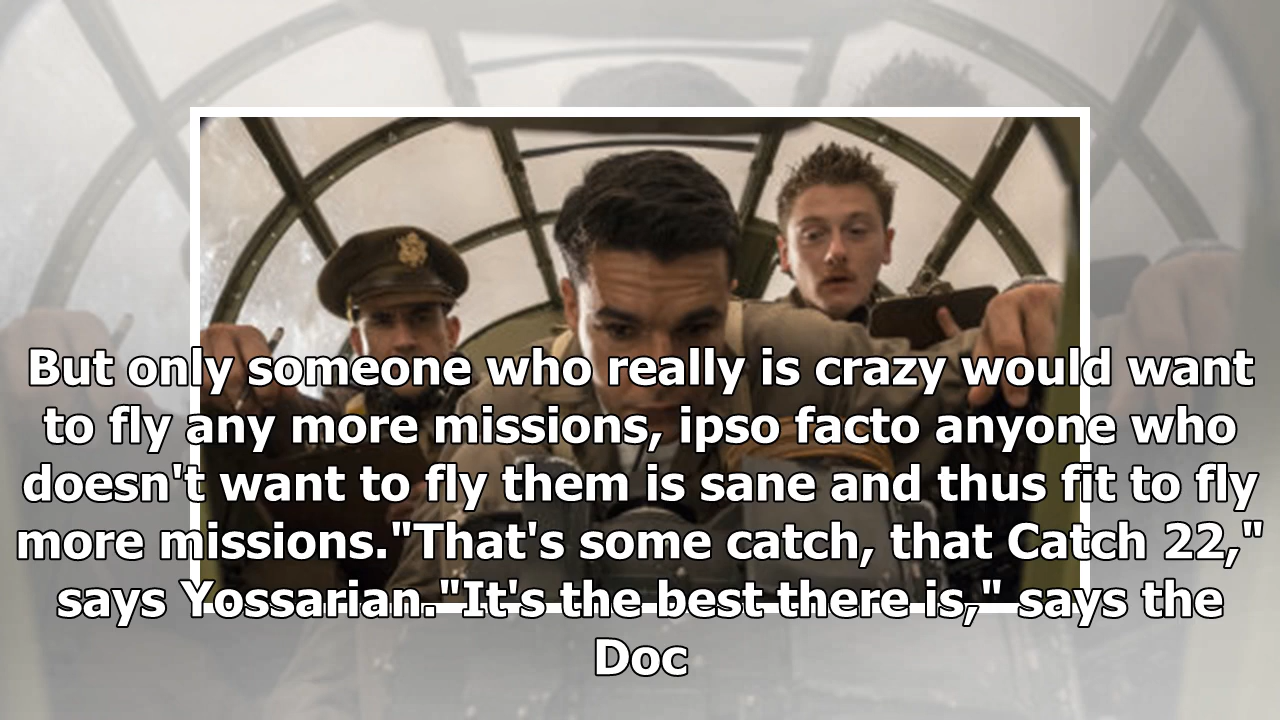 But only someone who really is crazy would want
to fly any more missions, ipso facto anyone who
doesn't want to fly them is sane and thus fit to fly
more missions."That's some catch, that Catch 22,"
says Yossarian."It's the best there is," says the
Doc